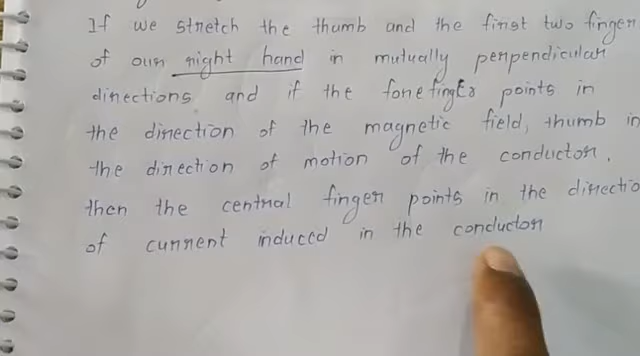 If we stretch the thumb and the first two finger
of our right hand in mutually perpendicular
directions and if the forefinger points in
the direction of the magnetic field, thumb in
the direction of motion of the conductor.
then the central finger points in the directio
of current induced in the conductor